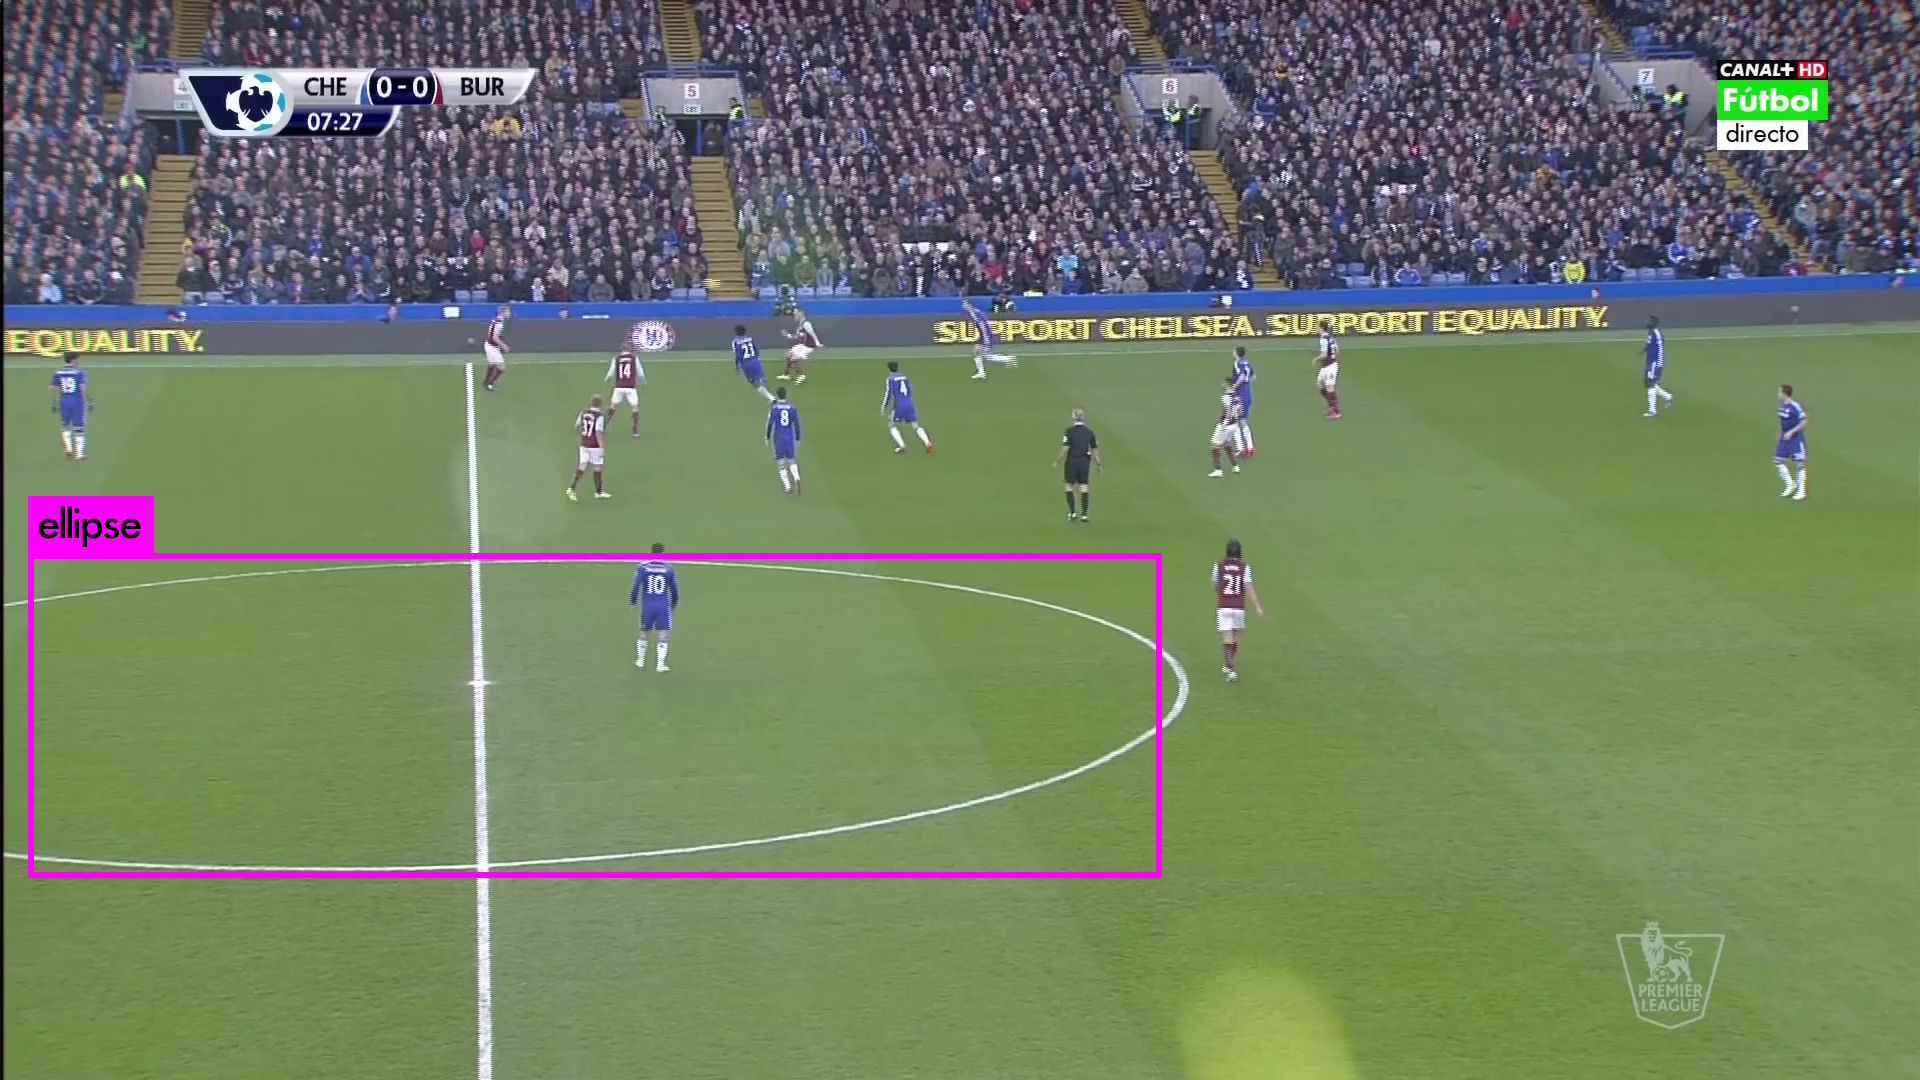 4
5
6
7
CHE 0-0 BUR
07:27
CANAL+ HD
Fútbol
directo
EQUALITY.
SUPPORT CHELSEA. SUPPORT EQUALITY.
19
14
23
37
8
4
ellipse
10
21
PREMIER
LEAGUE